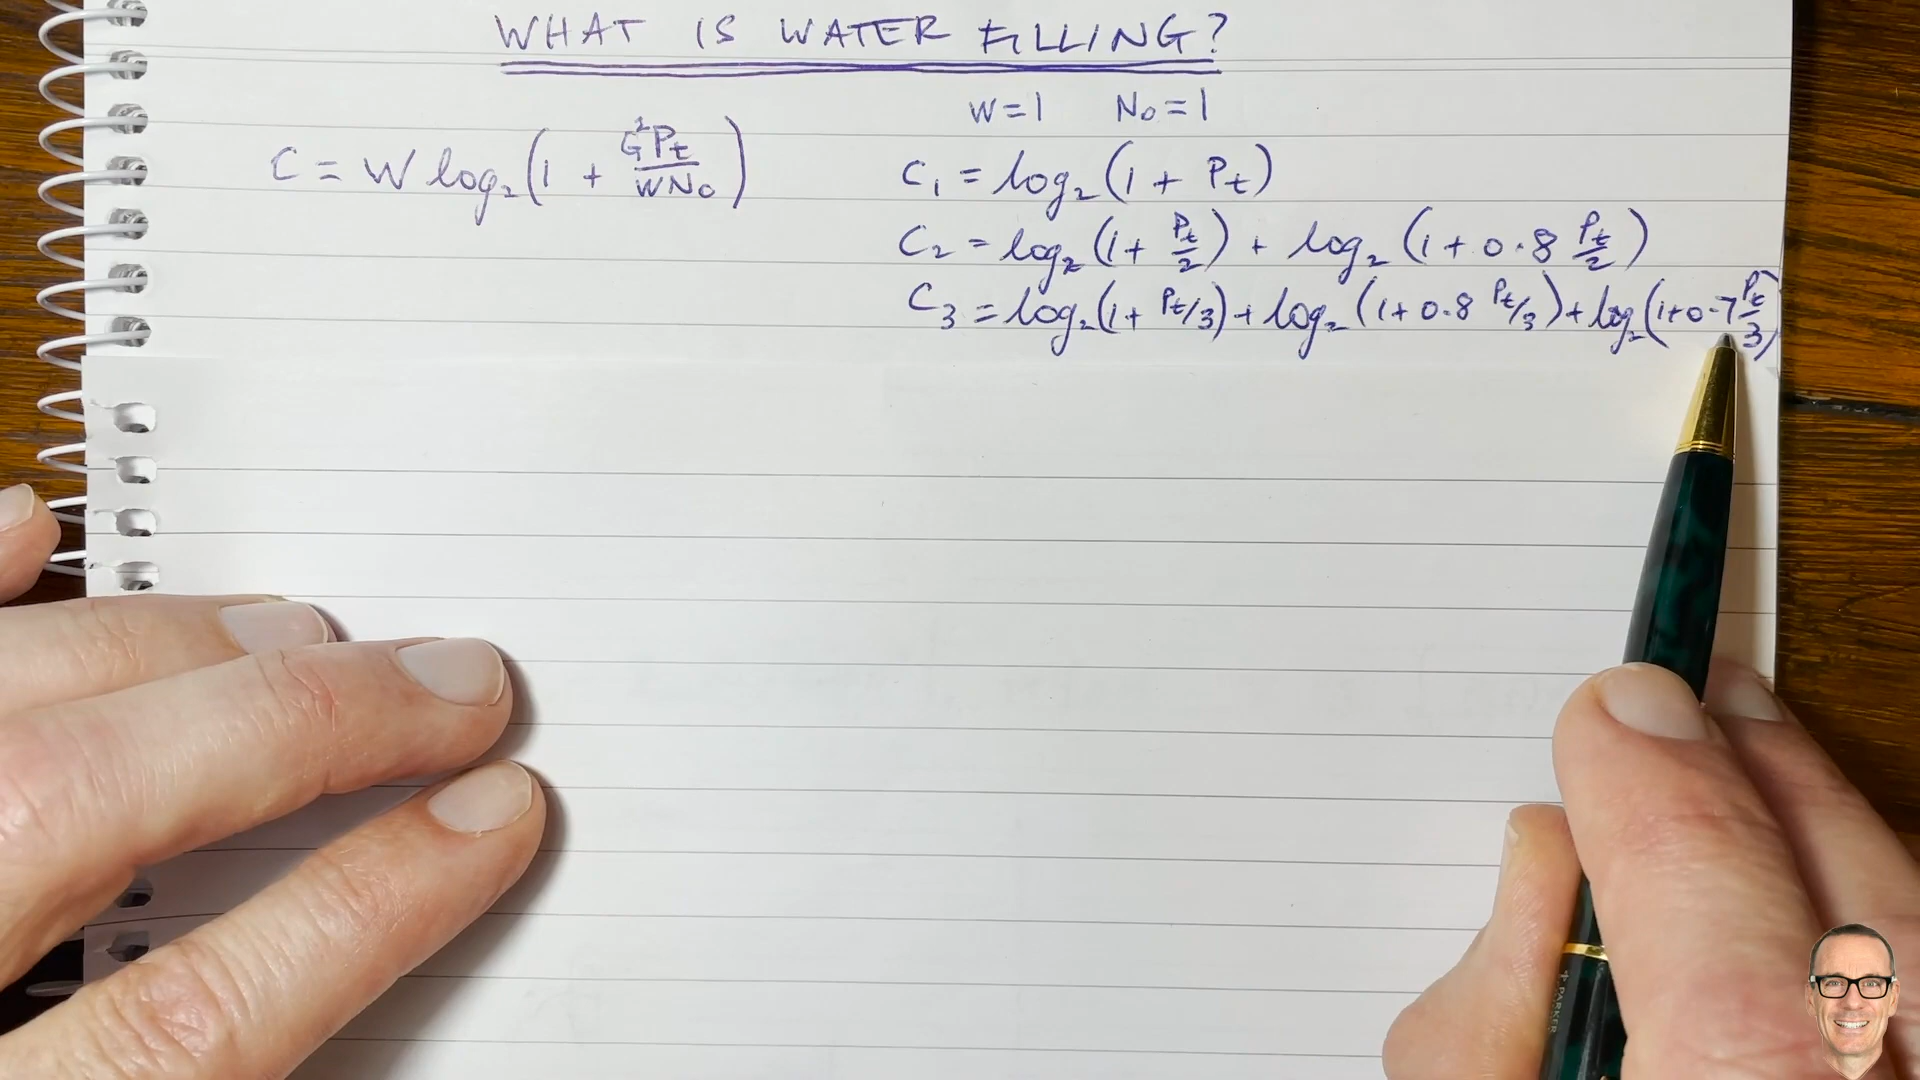 WHAT IS WATER FILLING?
W=1 N₀=1
C = W log₂(1 + G²Pt/WN₀)
C₁ = log₂(1 + Pt)
C₂ = log₂(1 + Pt/2) + log₂(1 + 0.8 Pt/2)
C₃ = log₂(1 + Pt/3) + log₂(1 + 0.8 Pt/3) + log₂(1+0.7 Pt/3)
PARKER